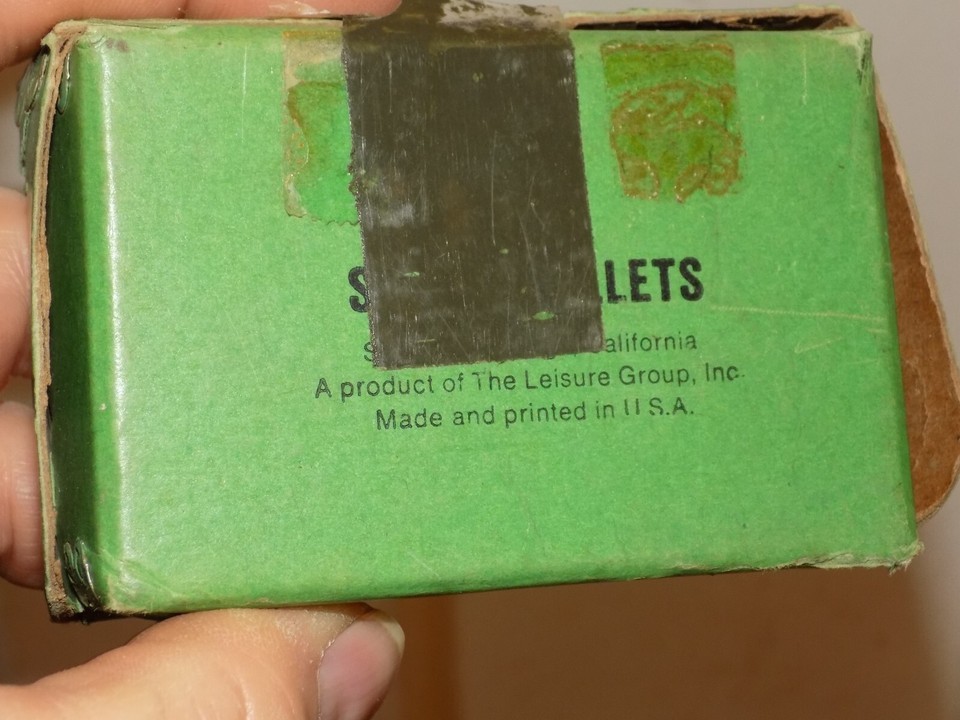 LETS
alifornia
A product of The Leisure Group, Inc.
Made and printed in U.S.A.